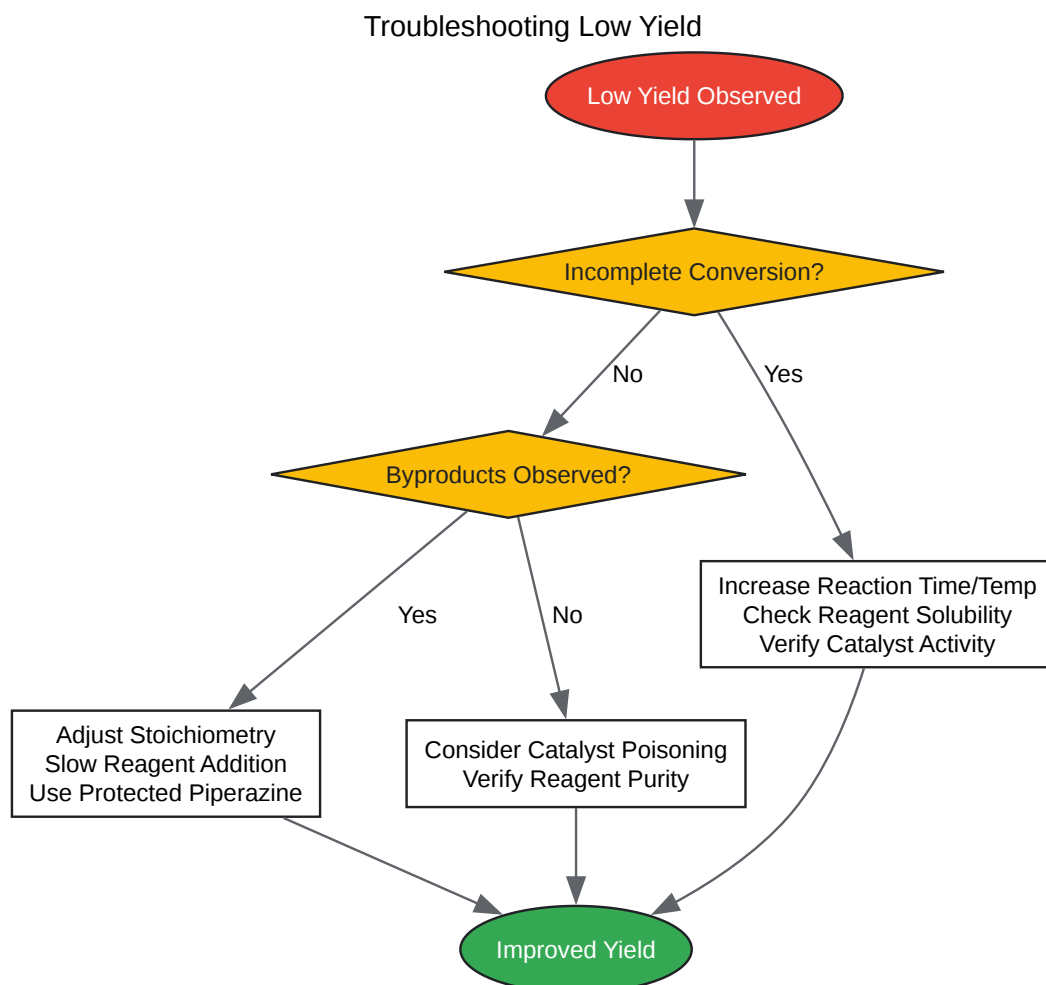 Troubleshooting Low Yield
Low Yield Observed
Incomplete Conversion?
No
Yes
Byproducts Observed?
Increase Reaction Time/Temp
Check Reagent Solubility
Verify Catalyst Activity
Yes
No
Adjust Stoichiometry
Slow Reagent Addition
Use Protected Piperazine
Consider Catalyst Poisoning
Verify Reagent Purity
Improved Yield